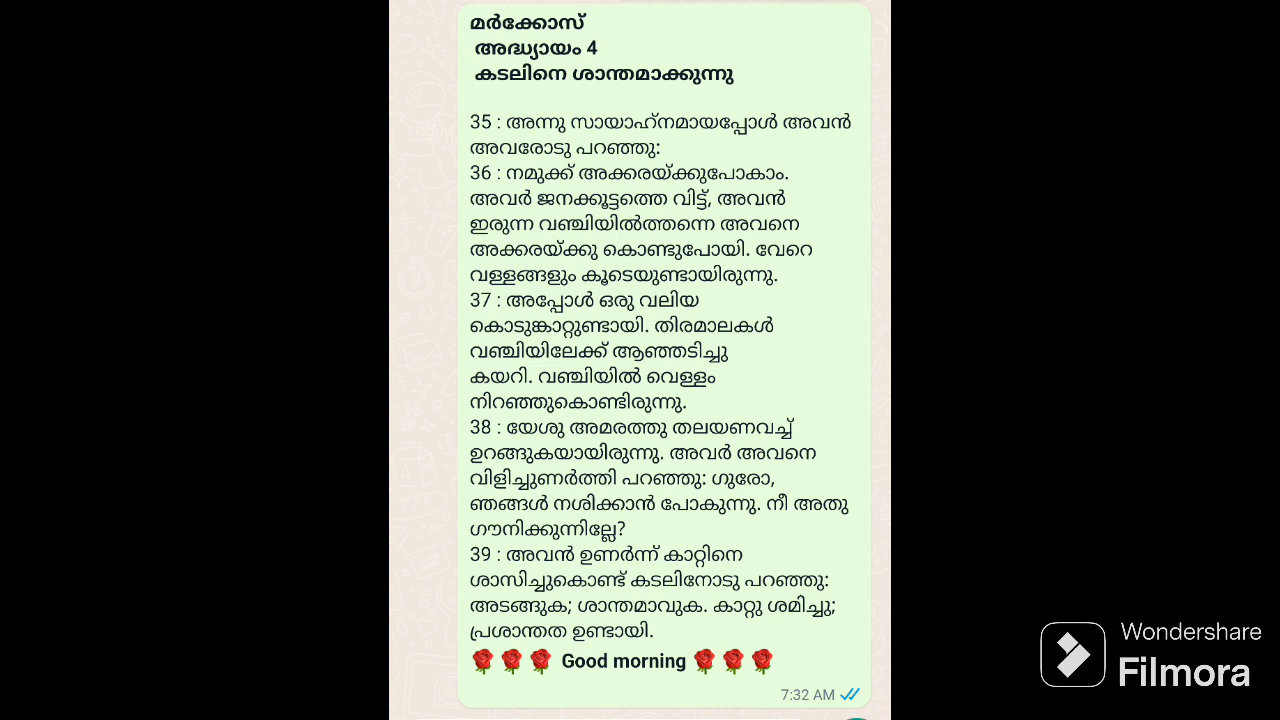 മർക്കോസ്
അദ്ധ്യായം 4
കടലിനെ ശാന്തമാക്കുന്നു
35 : അന്നു സായാഹ്‌നമായപ്പോൾ അവൻ
അവരോടു പറഞ്ഞു:
36 : നമുക്ക് അക്കരയ്ക്കുപോകാം.
അവർ ജനക്കൂട്ടത്തെ വിട്ട്, അവൻ
ഇരുന്ന വഞ്ചിയിൽത്തന്നെ അവനെ
അക്കരയ്ക്കു കൊണ്ടുപോയി. വേറെ
വള്ളങ്ങളും കൂടെയുണ്ടായിരുന്നു.
37 : അപ്പോൾ ഒരു വലിയ
കൊടുങ്കാറ്റുണ്ടായി. തിരമാലകൾ
വഞ്ചിയിലേക്ക് ആഞ്ഞടിച്ചു
കയറി. വഞ്ചിയിൽ വെള്ളം
നിറഞ്ഞുകൊണ്ടിരുന്നു.
38 : യേശു അമരത്തു തലയണവച്ച്
ഉറങ്ങുകയായിരുന്നു. അവർ അവനെ
വിളിച്ചുണർത്തി പറഞ്ഞു: ഗുരോ,
ഞങ്ങൾ നശിക്കാൻ പോകുന്നു. നീ അതു
ഗൗനിക്കുന്നില്ലേ?
39 : അവൻ ഉണർന്ന് കാറ്റിനെ
ശാസിച്ചുകൊണ്ട് കടലിനോടു പറഞ്ഞു:
അടങ്ങുക; ശാന്തമാവുക. കാറ്റു ശമിച്ചു;
പ്രശാന്തത ഉണ്ടായി.
🌹🌹🌹 Good morning 🌹🌹🌹
7:32 AM
Wondershare
Filmora